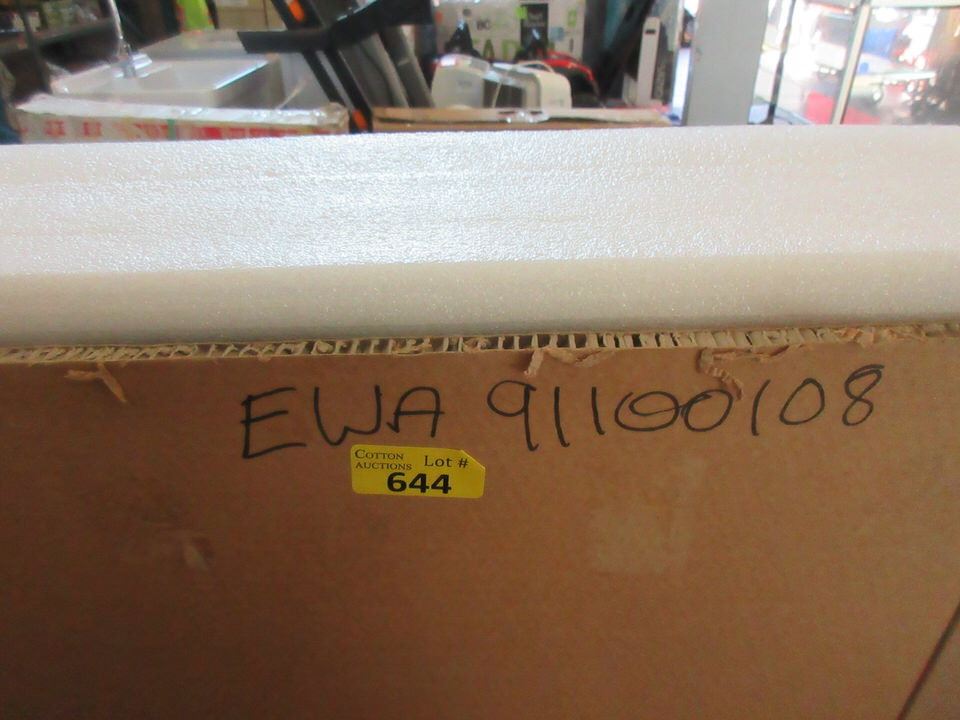 EWA 91100108
COTTON AUCTIONS Lot #
644